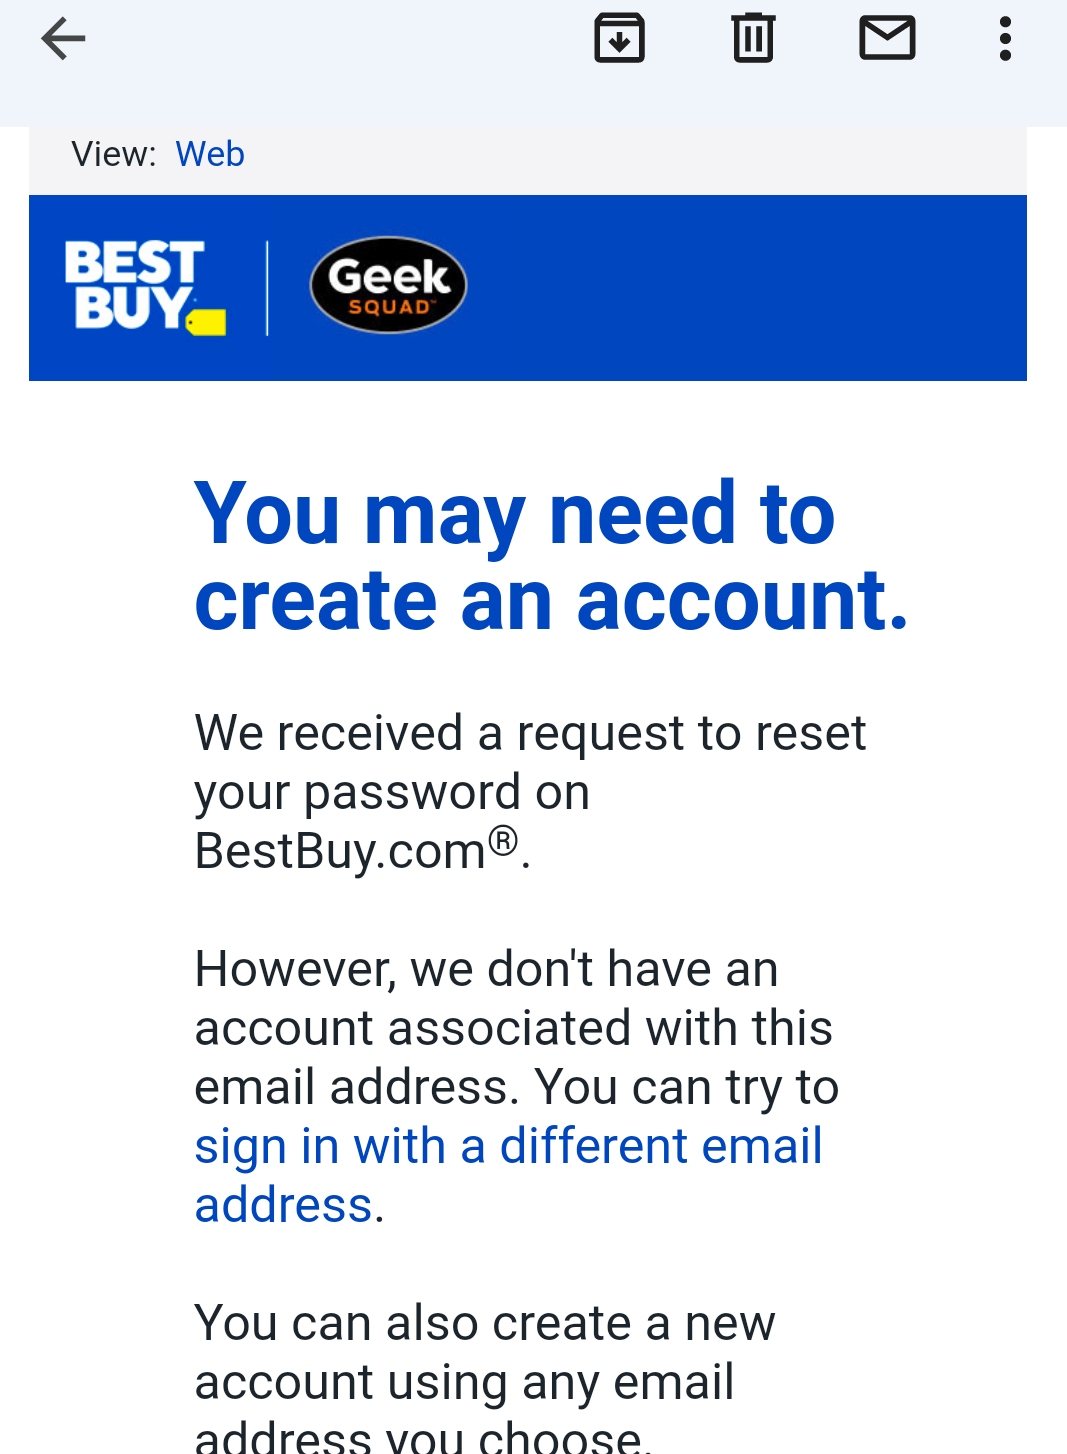 View: Web
BEST
BUY
Geek
SQUAD™
You may need to
create an account.
We received a request to reset
your password on
BestBuy.com®.
However, we don't have an
account associated with this
email address. You can try to
sign in with a different email
address.
You can also create a new
account using any email
address you choose.